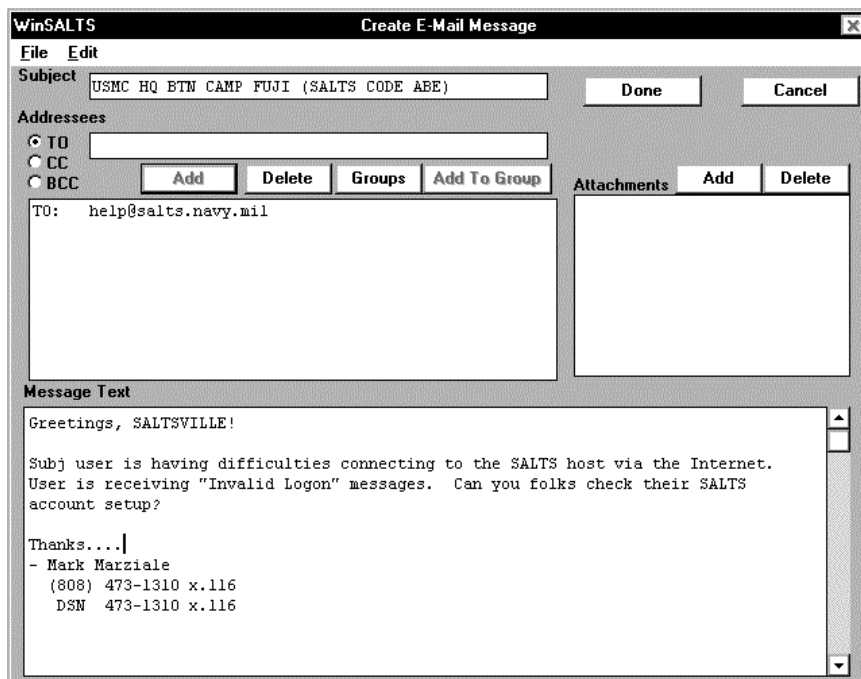 WinSALTS Create E-Mail Message
File Edit
Subject
USMC HQ BTN CAMP FUJI (SALTS CODE ABE)
Done Cancel
Addressees
TO
CC
BCC
Add Delete Groups Add To Group
Attachments Add Delete
TO: help@salts.navy.mil
Message Text
Greetings, SALTSVILLE!
Subj user is having difficulties connecting to the SALTS host via the Internet.
User is receiving "Invalid Logon" messages. Can you folks check their SALTS
account setup?
Thanks....
- Mark Marziale
(808) 473-1310 x.116
DSN 473-1310 x.116